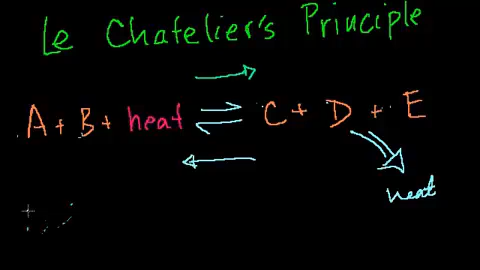 Le Chatelier's Principle
A + B + heat ⇌ C + D + E
heat